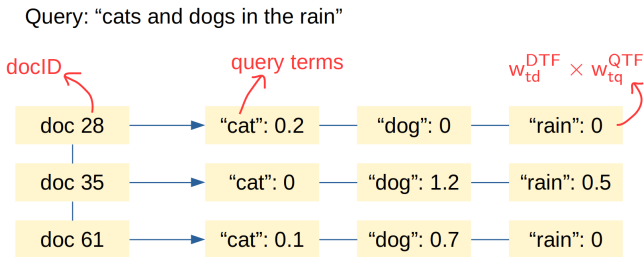 Query: “cats and dogs in the rain”
docID
query terms
w_td^DTF × w_tq^QTF
doc 28 “cat”: 0.2 “dog”: 0 “rain”: 0
doc 35 “cat”: 0 “dog”: 1.2 “rain”: 0.5
doc 61 “cat”: 0.1 “dog”: 0.7 “rain”: 0